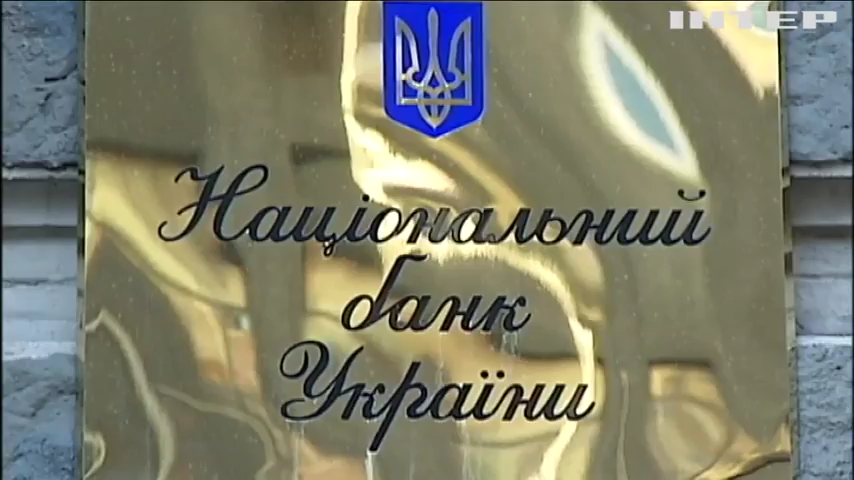 ІНТЕР
Національний
банк
України